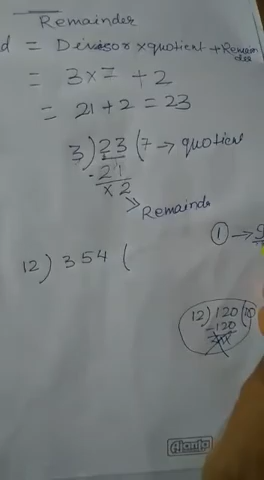 Remainder
d = Divisor x quotient + Remainder
= 3 x 7 + 2
= 21 + 2 = 23
3 ) 23 ( 7 → quotient
- 21
x 2
Remainde
① →
12 ) 354 (
12 ) 120 ( 10
- 120